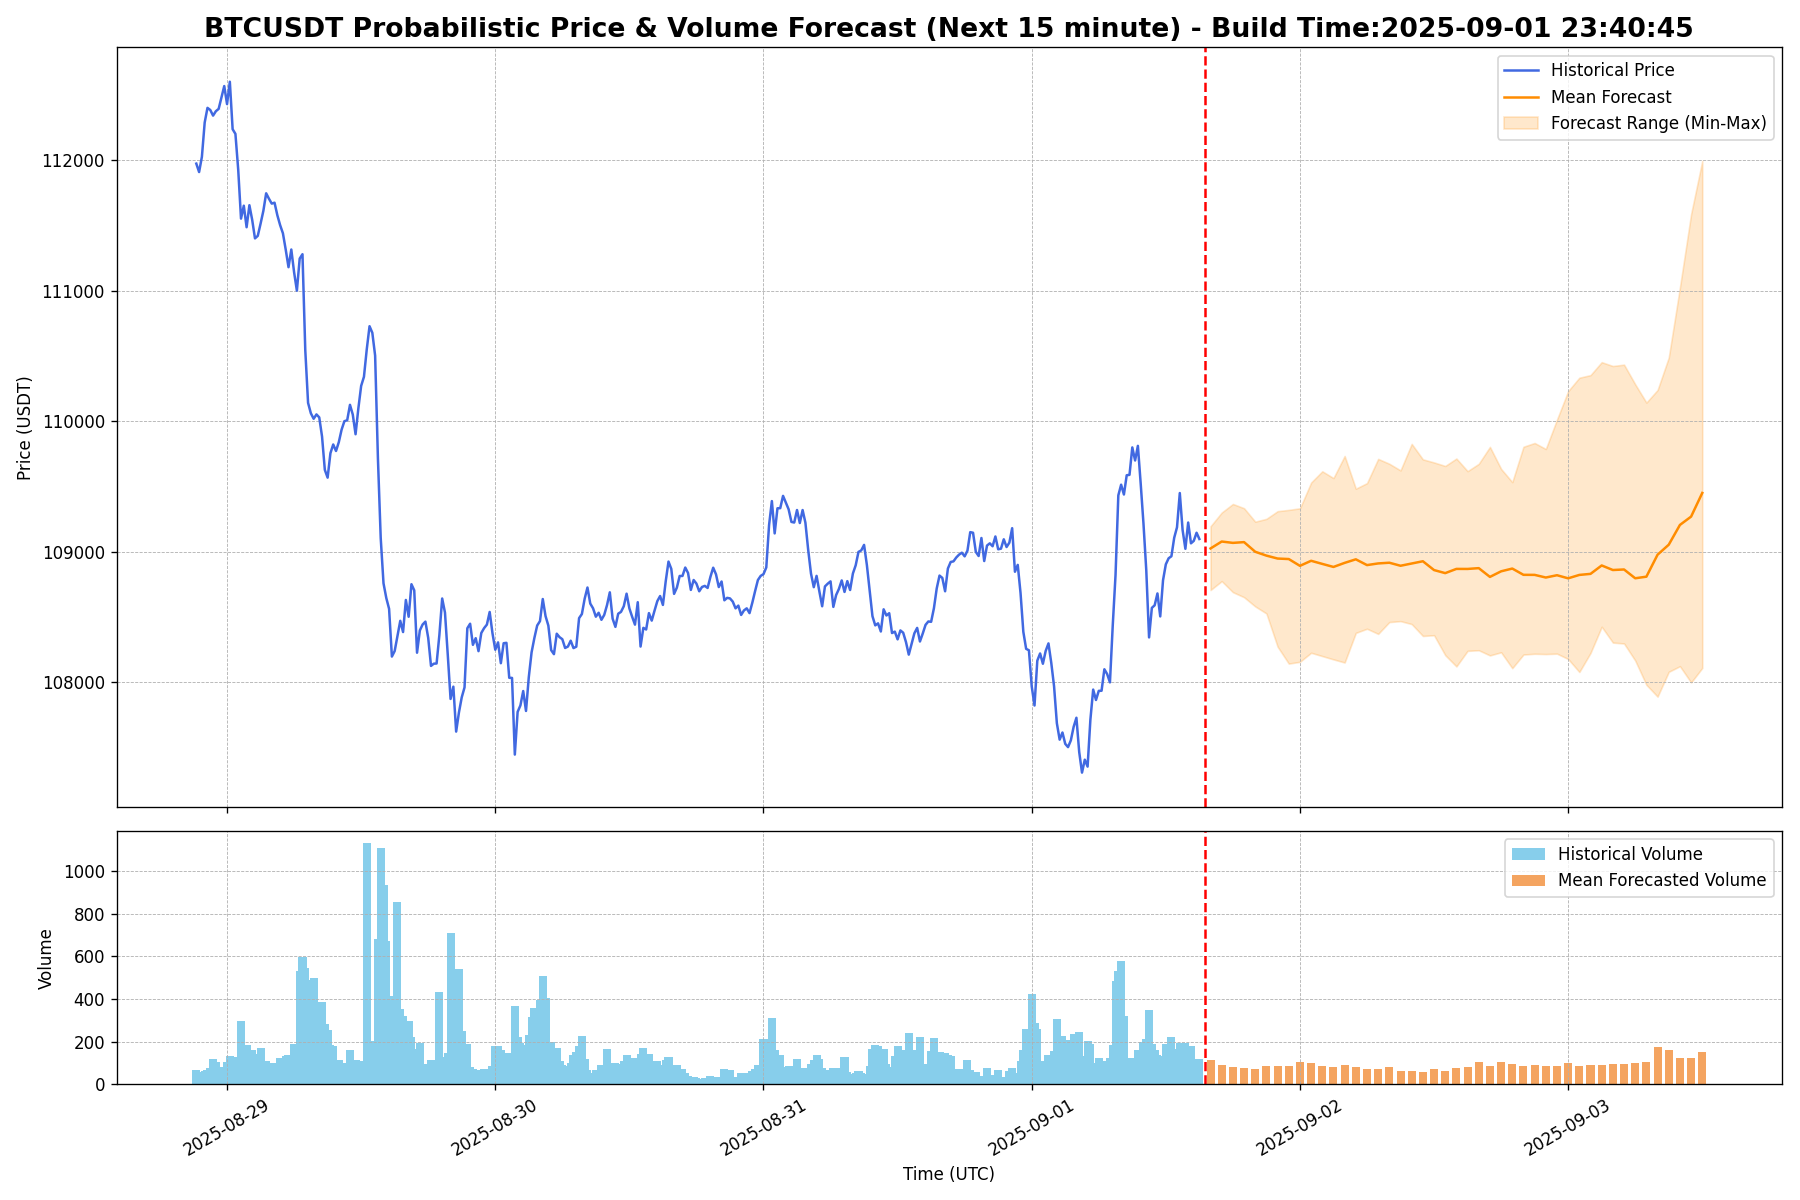 BTCUSDT Probabilistic Price & Volume Forecast (Next 15 minute) - Build Time:2025-09-01 23:40:45
Historical Price
Mean Forecast
Forecast Range (Min-Max)
Price (USDT)
112000
111000
110000
109000
108000
Historical Volume
Mean Forecasted Volume
Volume
1000
800
600
400
200
0
2025-08-29
2025-08-30
2025-08-31
2025-09-01
2025-09-02
2025-09-03
Time (UTC)